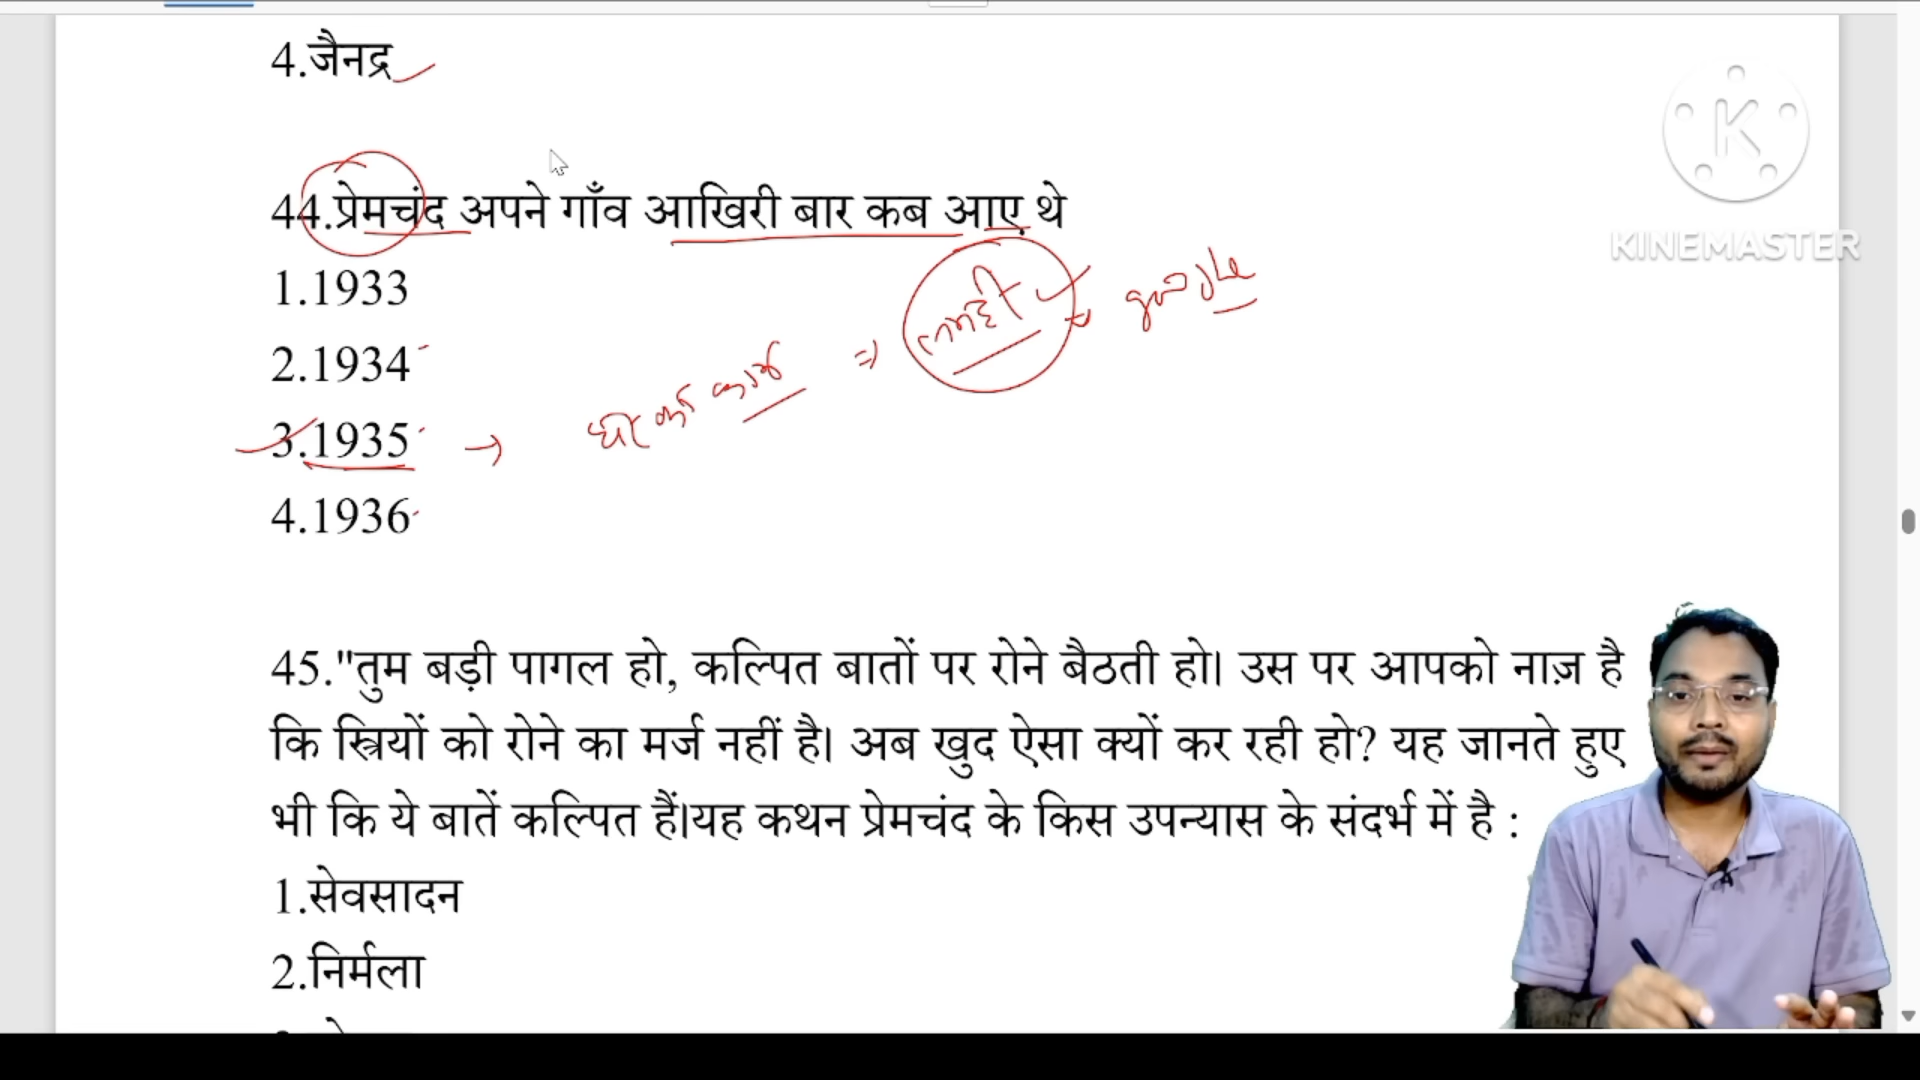 4.जैनद्र
44.प्रेमचंद अपने गाँव आखिरी बार कब आए थे
1.1933
2.1934
3.1935
4.1936
लमही
google
KINEMASTER
45."तुम बड़ी पागल हो, कल्पित बातों पर रोने बैठती हो। उस पर आपको नाज़ है
कि स्त्रियों को रोने का मर्ज नहीं है। अब खुद ऐसा क्यों कर रही हो? यह जानते हुए
भी कि ये बातें कल्पित हैं।यह कथन प्रेमचंद के किस उपन्यास के संदर्भ में है :
1.सेवसादन
2.निर्मला